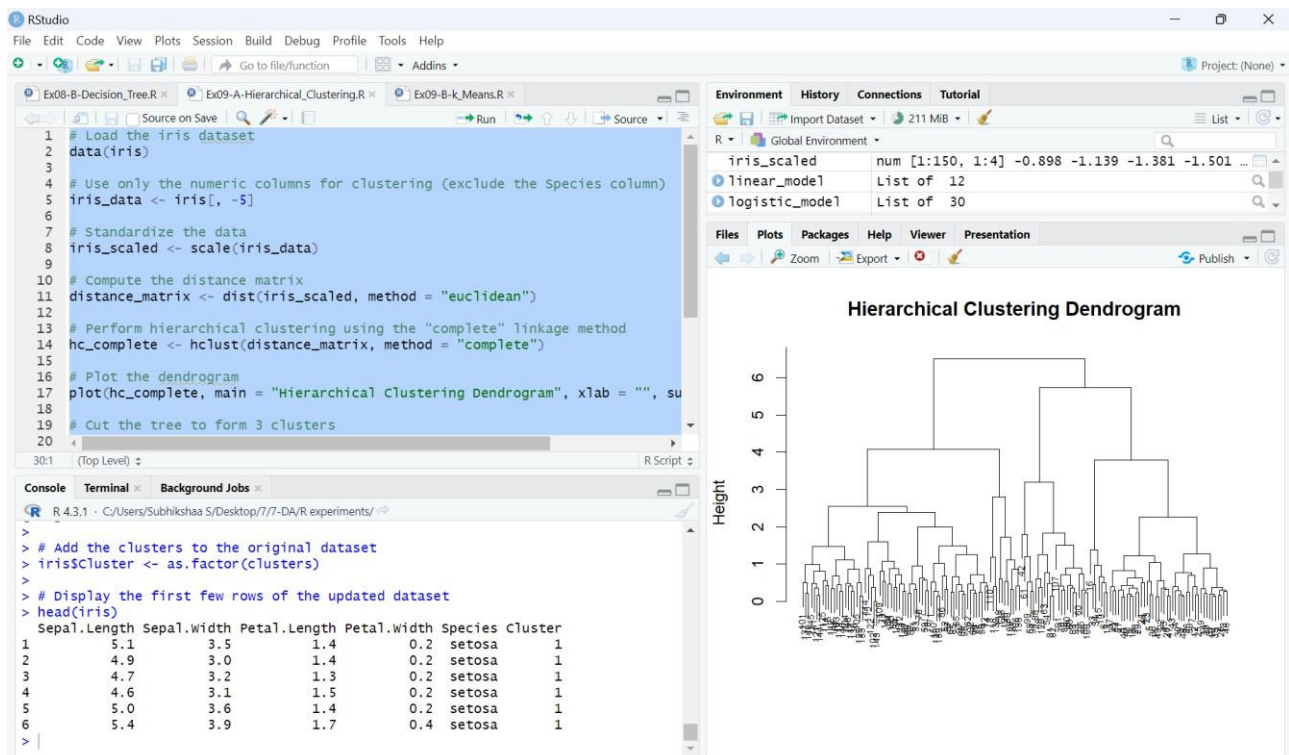 RStudio
File Edit Code View Plots Session Build Debug Profile Tools Help
Go to file/function Addins Project: (None)
Ex08-B-Decision_Tree.R Ex09-A-Hierarchical_Clustering.R Ex09-B-k_Means.R
Source on Save Run Source
1 # Load the iris dataset
2 data(iris)
3
4 # Use only the numeric columns for clustering (exclude the Species column)
5 iris_data <- iris[, -5]
6
7 # Standardize the data
8 iris_scaled <- scale(iris_data)
9
10 # Compute the distance matrix
11 distance_matrix <- dist(iris_scaled, method = "euclidean")
12
13 # Perform hierarchical clustering using the "complete" linkage method
14 hc_complete <- hclust(distance_matrix, method = "complete")
15
16 # Plot the dendrogram
17 plot(hc_complete, main = "Hierarchical Clustering Dendrogram", xlab = "", su
18
19 # Cut the tree to form 3 clusters
20
30:1 (Top Level) R Script
Console Terminal Background Jobs
R 4.3.1 · C:/Users/Subhikshaa S/Desktop/7/7-DA/R experiments/
>
> # Add the clusters to the original dataset
> iris$Cluster <- as.factor(clusters)
>
> # Display the first few rows of the updated dataset
> head(iris)
Sepal.Length Sepal.Width Petal.Length Petal.Width Species Cluster
1 5.1 3.5 1.4 0.2 setosa 1
2 4.9 3.0 1.4 0.2 setosa 1
3 4.7 3.2 1.3 0.2 setosa 1
4 4.6 3.1 1.5 0.2 setosa 1
5 5.0 3.6 1.4 0.2 setosa 1
6 5.4 3.9 1.7 0.4 setosa 1
>
Environment History Connections Tutorial
Import Dataset 211 MiB List
R Global Environment
iris_scaled num [1:150, 1:4] -0.898 -1.139 -1.381 -1.501 ...
linear_model List of 12
logistic_model List of 30
Files Plots Packages Help Viewer Presentation
Zoom Export Publish
Hierarchical Clustering Dendrogram
Height
6
5
4
3
2
1
0